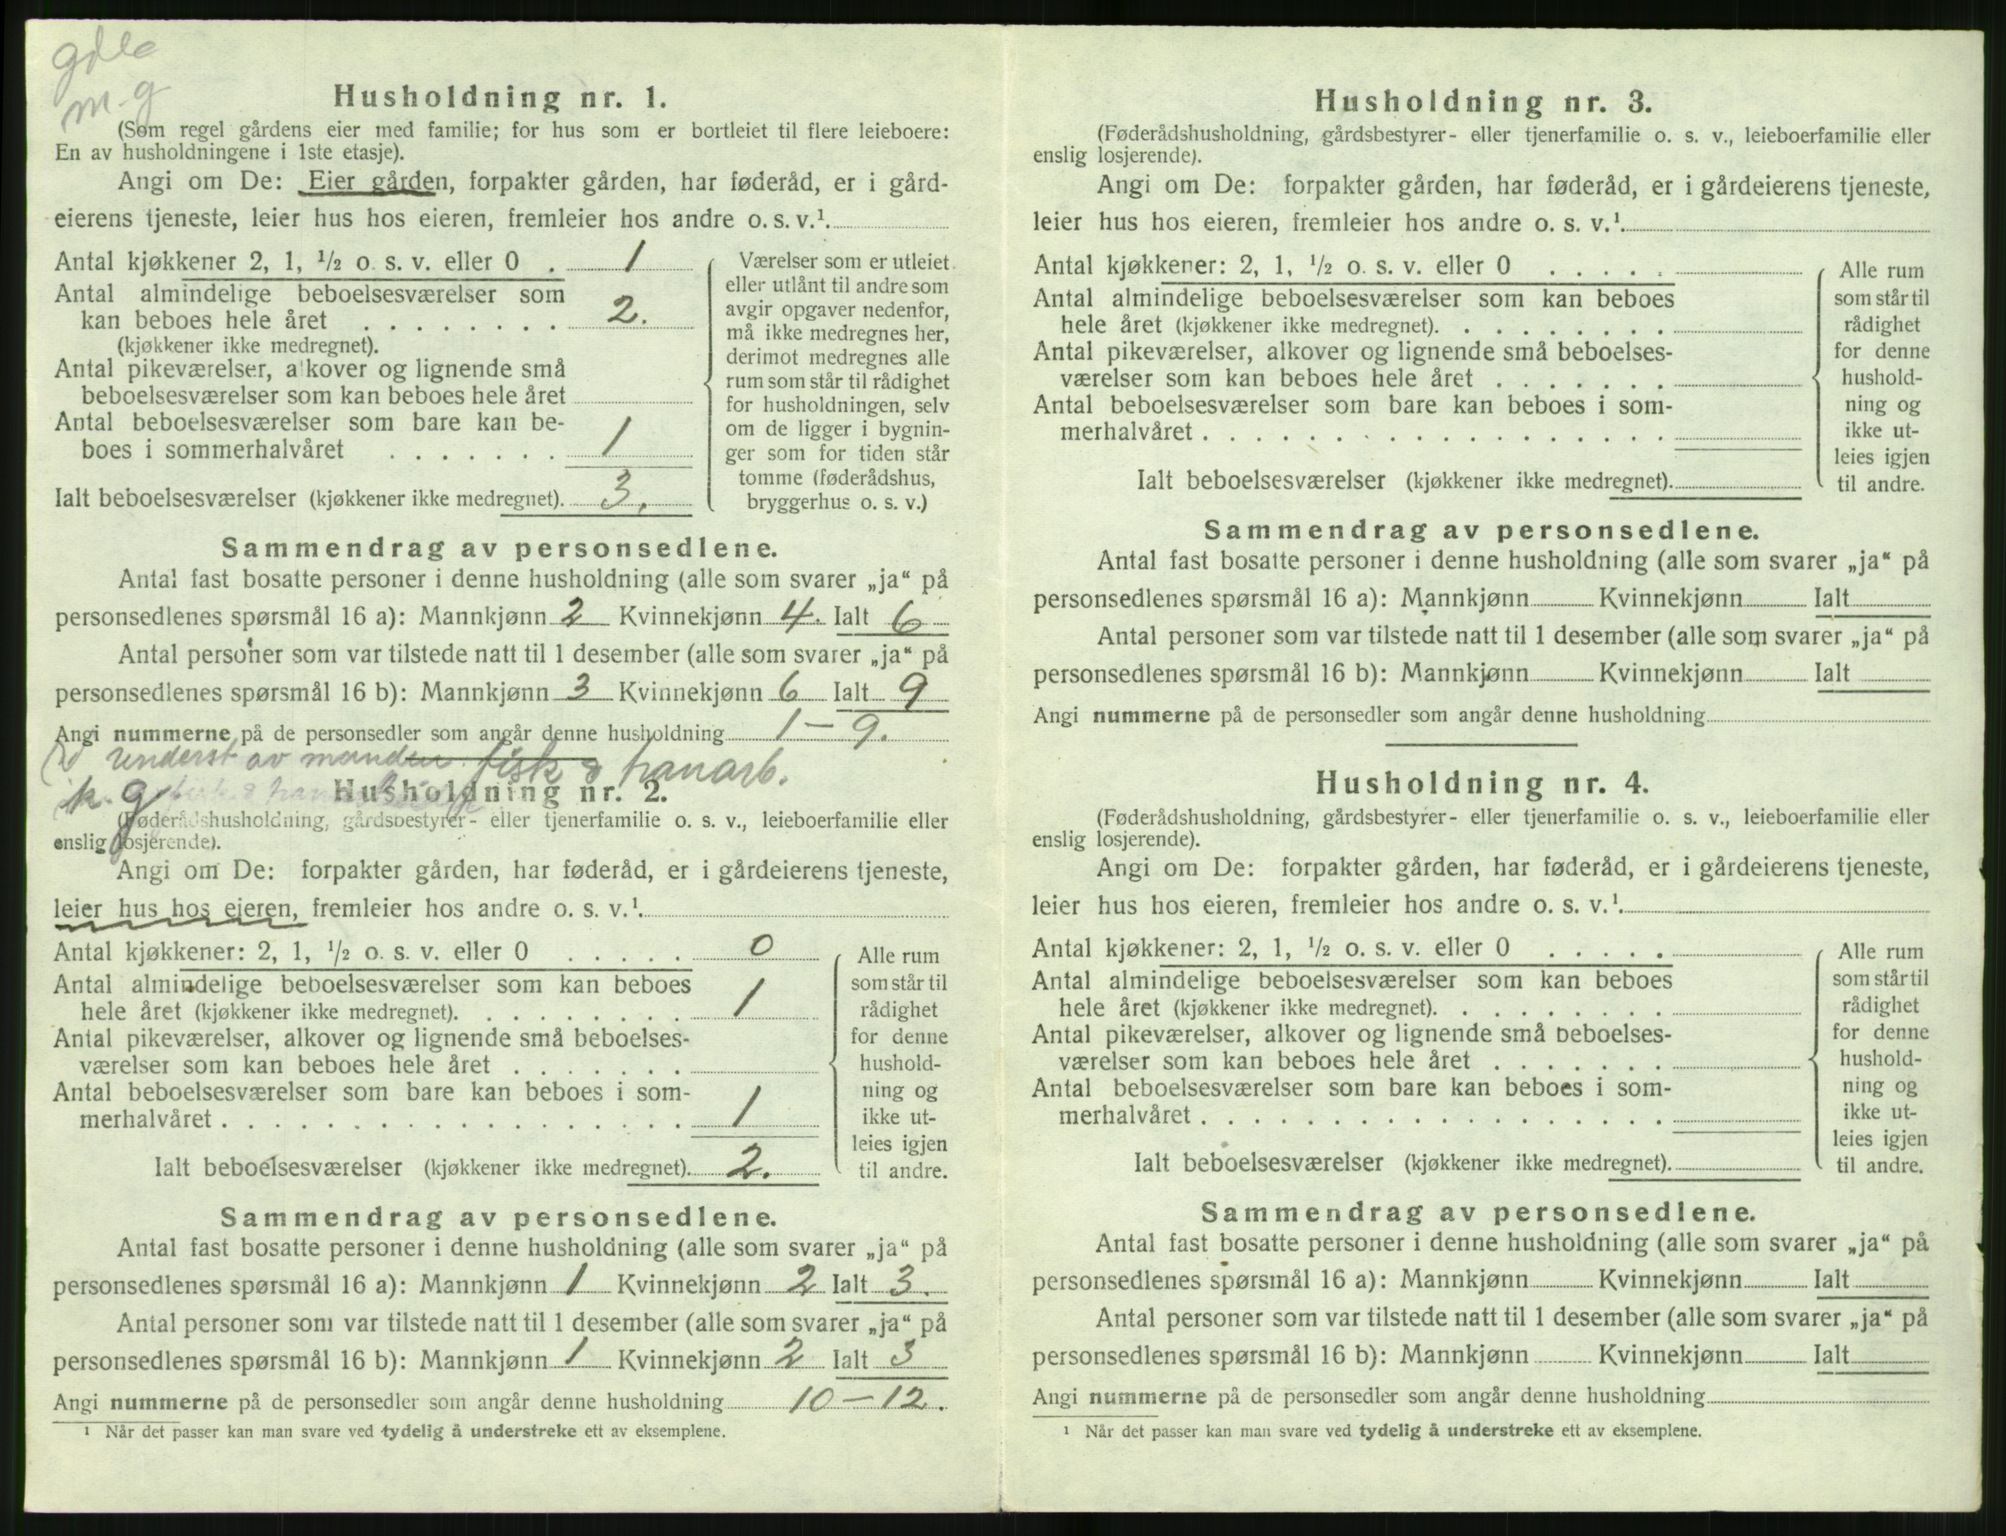 gdle
m. g
Husholdning nr. 1.
(Som regel gårdens eier med familie; for hus som er bortleiet til flere leieboere:
En av husholdningene i 1ste etasje).
Angi om De: Eier gården, forpakter gården, har føderåd, er i gård-
eierens tjeneste, leier hus hos eieren, fremleier hos andre o. s. v.¹
Antal kjøkkener 2, 1, ½ o. s. v. eller 0 . 1
Antal almindelige beboelsesværelser som
kan beboes hele året . . . . . . . . 2.
(kjøkkener ikke medregnet).
Antal pikeværelser, alkover og lignende små
beboelsesværelser som kan beboes hele året
Antal beboelsesværelser som bare kan be-
boes i sommerhalvåret . . . . . . . 1
Ialt beboelsesværelser (kjøkkener ikke medregnet). 3.
Værelser som er utleiet
eller utlånt til andre som
avgir opgaver nedenfor,
må ikke medregnes her,
derimot medregnes alle
rum som står til rådighet
for husholdningen, selv
om de ligger i bygnin-
ger som for tiden står
tomme (føderådshus,
bryggerhus o. s. v.)
Sammendrag av personsedlene.
Antal fast bosatte personer i denne husholdning (alle som svarer „ja“ på
personsedlenes spørsmål 16 a): Mannkjønn 2 Kvinnekjønn 4. Ialt 6
Antal personer som var tilstede natt til 1 desember (alle som svarer „ja“ på
personsedlenes spørsmål 16 b): Mannkjønn 3 Kvinnekjønn 6 Ialt 9
Angi nummerne på de personsedler som angår denne husholdning 1 — 9.
underst av manden fisk & tranarb.
k. g
Husholdning nr. 2.
(Føderådshusholdning, gårdsbestyrer- eller tjenerfamilie o. s. v., leieboerfamilie eller
enslig losjerende).
Angi om De: forpakter gården, har føderåd, er i gårdeierens tjeneste,
leier hus hos eieren, fremleier hos andre o. s. v.¹
Antal kjøkkener: 2, 1, ½ o. s. v. eller 0 . . . . . 0
Antal almindelige beboelsesværelser som kan beboes
hele året (kjøkkener ikke medregnet). . . . . . . . . 1
Antal pikeværelser, alkover og lignende små beboelses-
værelser som kan beboes hele året . . . . . . .
Antal beboelsesværelser som bare kan beboes i som-
merhalvåret . . . . . . . . . . . . . . . . . . 1
Ialt beboelsesværelser (kjøkkener ikke medregnet). 2.
Alle rum
som står til
rådighet
for denne
hushold-
ning og
ikke ut-
leies igjen
til andre.
Sammendrag av personsedlene.
Antal fast bosatte personer i denne husholdning (alle som svarer „ja“ på
personsedlenes spørsmål 16 a): Mannkjønn 1 Kvinnekjønn 2 Ialt 3.
Antal personer som var tilstede natt til 1 desember (alle som svarer „ja“ på
personsedlenes spørsmål 16 b): Mannkjønn 1 Kvinnekjønn 2 Ialt 3
Angi nummerne på de personsedler som angår denne husholdning 10 — 12.
¹ Når det passer kan man svare ved tydelig å understreke ett av eksemplene.
Husholdning nr. 3.
(Føderådshusholdning, gårdsbestyrer- eller tjenerfamilie o. s. v., leieboerfamilie eller
enslig losjerende).
Angi om De: forpakter gården, har føderåd, er i gårdeierens tjeneste,
leier hus hos eieren, fremleier hos andre o. s. v.¹
Antal kjøkkener: 2, 1, ½ o. s. v. eller 0 . . . . .
Antal almindelige beboelsesværelser som kan beboes
hele året (kjøkkener ikke medregnet). . . . . . . . .
Antal pikeværelser, alkover og lignende små beboelses-
værelser som kan beboes hele året . . . . . . .
Antal beboelsesværelser som bare kan beboes i som-
merhalvåret . . . . . . . . . . . . . . . . . .
Ialt beboelsesværelser (kjøkkener ikke medregnet).
Alle rum
som står til
rådighet
for denne
hushold-
ning og
ikke ut-
leies igjen
til andre.
Sammendrag av personsedlene.
Antal fast bosatte personer i denne husholdning (alle som svarer „ja“ på
personsedlenes spørsmål 16 a): Mannkjønn Kvinnekjønn Ialt
Antal personer som var tilstede natt til 1 desember (alle som svarer „ja“ på
personsedlenes spørsmål 16 b): Mannkjønn Kvinnekjønn Ialt
Angi nummerne på de personsedler som angår denne husholdning
Husholdning nr. 4.
(Føderådshusholdning, gårdsbestyrer- eller tjenerfamilie o. s. v., leieboerfamilie eller
enslig losjerende).
Angi om De: forpakter gården, har føderåd, er i gårdeierens tjeneste,
leier hus hos eieren, fremleier hos andre o. s. v.¹
Antal kjøkkener: 2, 1, ½ o. s. v. eller 0 . . . . .
Antal almindelige beboelsesværelser som kan beboes
hele året (kjøkkener ikke medregnet). . . . . . . . .
Antal pikeværelser, alkover og lignende små beboelses-
værelser som kan beboes hele året . . . . . . .
Antal beboelsesværelser som bare kan beboes i som-
merhalvåret . . . . . . . . . . . . . . . . . .
Ialt beboelsesværelser (kjøkkener ikke medregnet).
Alle rum
som står til
rådighet
for denne
hushold-
ning og
ikke ut-
leies igjen
til andre.
Sammendrag av personsedlene.
Antal fast bosatte personer i denne husholdning (alle som svarer „ja“ på
personsedlenes spørsmål 16 a): Mannkjønn Kvinnekjønn Ialt
Antal personer som var tilstede natt til 1 desember (alle som svarer „ja“ på
personsedlenes spørsmål 16 b): Mannkjønn Kvinnekjønn Ialt
Angi nummerne på de personsedler som angår denne husholdning
¹ Når det passer kan man svare ved tydelig å understreke ett av eksemplene.